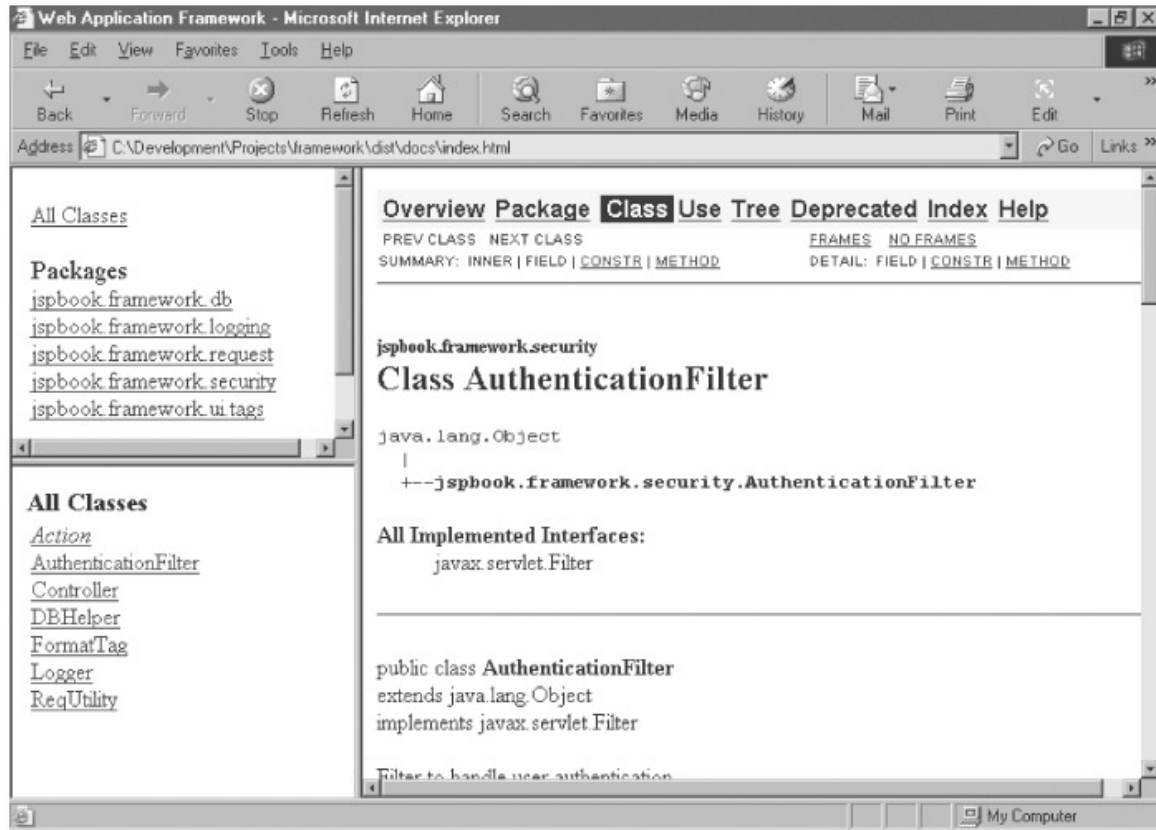 Web Application Framework - Microsoft Internet Explorer
File Edit View Favorites Tools Help
Back Forward Stop Refresh Home Search Favorites Media History Mail Print Edit »
Address C:\Development\Projects\framework\dist\docs\index.html Go Links »
All Classes
Packages
jspbook.framework.db
jspbook.framework.logging
jspbook.framework.request
jspbook.framework.security
jspbook.framework.ui.tags
All Classes
Action
AuthenticationFilter
Controller
DBHelper
FormatTag
Logger
ReqUtility
Overview Package Class Use Tree Deprecated Index Help
PREV CLASS NEXT CLASS FRAMES NO FRAMES
SUMMARY: INNER | FIELD | CONSTR | METHOD DETAIL: FIELD | CONSTR | METHOD
jspbook.framework.security
Class AuthenticationFilter
java.lang.Object
|
+--jspbook.framework.security.AuthenticationFilter
All Implemented Interfaces:
javax.servlet.Filter
public class AuthenticationFilter
extends java.lang.Object
implements javax.servlet.Filter
Filter to handle user authentication
My Computer